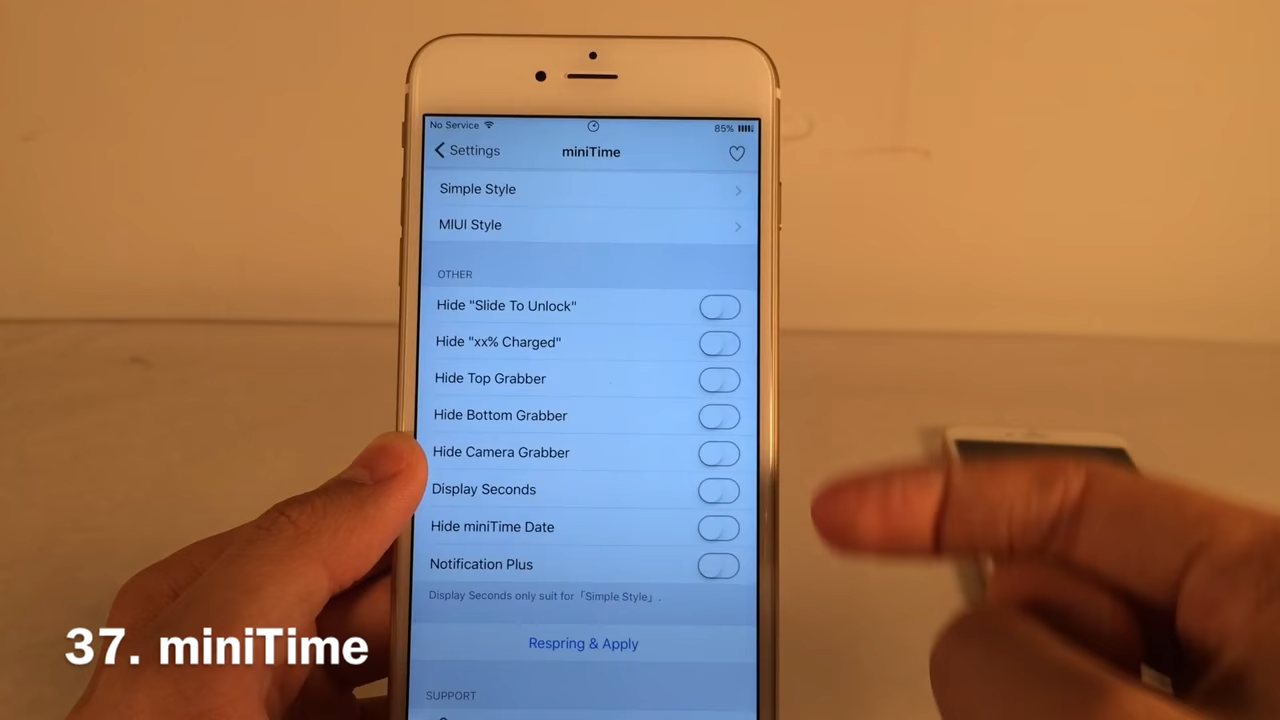 No Service 85%
Settings miniTime
Simple Style
MIUI Style
OTHER
Hide "Slide To Unlock"
Hide "xx% Charged"
Hide Top Grabber
Hide Bottom Grabber
Hide Camera Grabber
Display Seconds
Hide miniTime Date
Notification Plus
Display Seconds only suit for「Simple Style」.
Respring & Apply
SUPPORT
37. miniTime